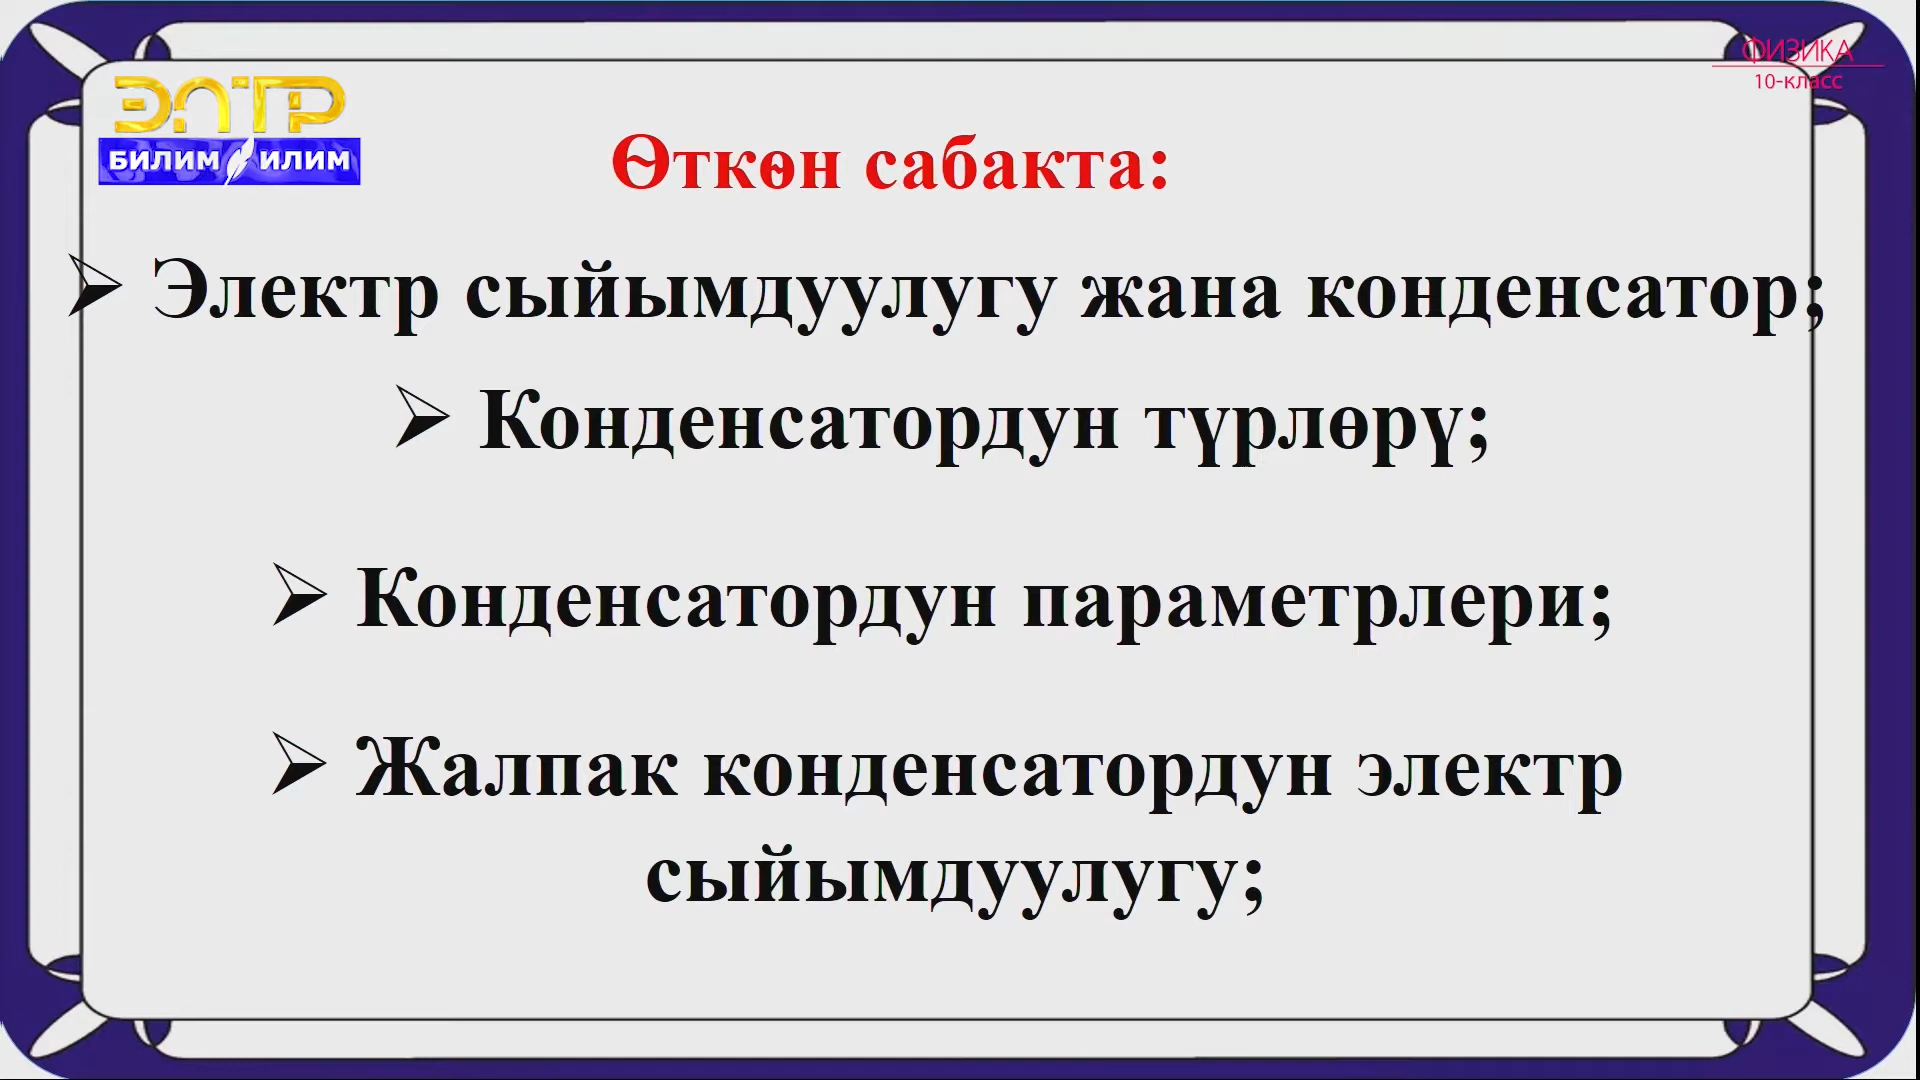 ЭЛТР
БИЛИМ ИЛИМ
ФИЗИКА
10-класс
Өткөн сабакта:
➢ Электр сыйымдуулугу жана конденсатор;
➢ Конденсатордун түрлөрү;
➢ Конденсатордун параметрлери;
➢ Жалпак конденсатордун электр
сыйымдуулугу;